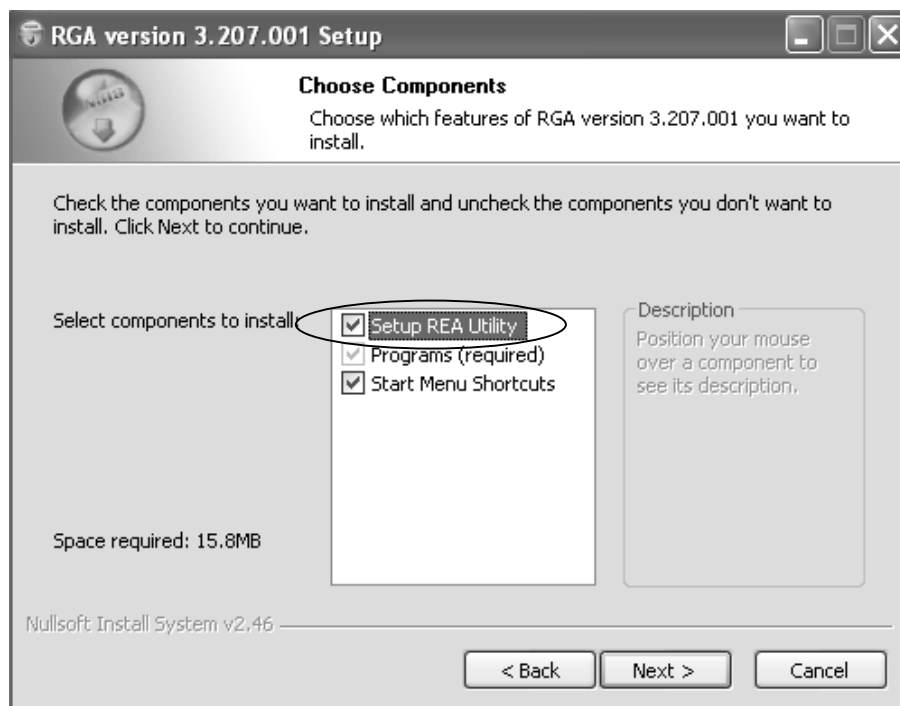 RGA version 3.207.001 Setup
Choose Components
Choose which features of RGA version 3.207.001 you want to
install.
Check the components you want to install and uncheck the components you don't want to
install. Click Next to continue.
Select components to install:
Setup REA Utility
Programs (required)
Start Menu Shortcuts
Description
Position your mouse
over a component to
see its description.
Space required: 15.8MB
Nullsoft Install System v2.46
< Back
Next >
Cancel